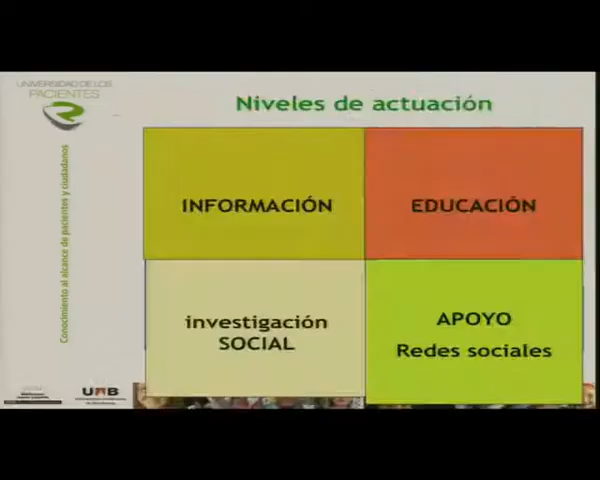 UNIVERSIDAD DE LOS
PACIENTES
Niveles de actuación
INFORMACIÓN
EDUCACIÓN
investigación
SOCIAL
APOYO
Redes sociales
Conocimiento al alcance de pacientes y ciudadanos
UAB